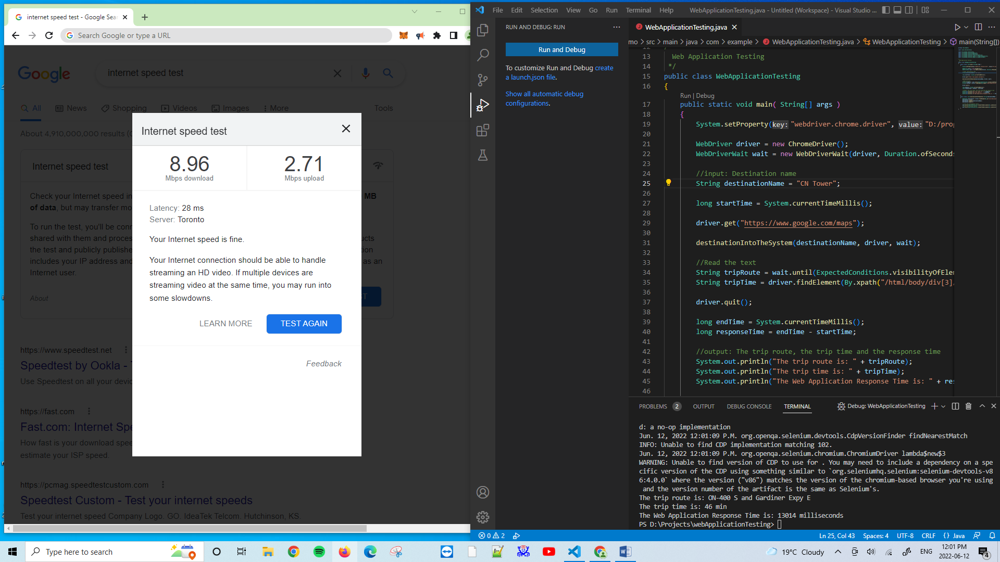 internet speed test - Google Sear
Search Google or type a URL
Google
internet speed test
All
News
Shopping
Videos
Images
More
Tools
About 4,910,000,000 results (
Internet speed test
Check your Internet speed in
MB
of data, but may transfer mo
To run the test, you'll be conn
shared with them and proces
ucts
the test and publicly publishe
tion
includes your IP address and
as an
Internet user.
About
T
Internet speed test
8.96
Mbps download
2.71
Mbps upload
Latency: 28 ms
Server: Toronto
Your Internet speed is fine.
Your Internet connection should be able to handle
streaming an HD video. If multiple devices are
streaming video at the same time, you may run into
some slowdowns.
LEARN MORE
TEST AGAIN
Feedback
https://www.speedtest.net
Speedtest by Ookla -
Use Speedtest on all your devic
https://fast.com
Fast.com: Internet Spe
How fast is your download spee
estimate your ISP speed.
https://pcmag.speedtestcustom.com
Speedtest Custom - Test your internet speeds
Test your internet speed Company Logo. GO. IdeaTek Telcom. Hutchinson, KS.
File Edit Selection View Go Run Terminal Help
WebApplicationTesting.java - Untitled (Workspace) - Visual Studio ...
RUN AND DEBUG: RUN
Run and Debug
To customize Run and Debug create
a launch.json file.
Show all automatic debug
configurations.
WebApplicationTesting.java
mo > src > main > java > com > example > WebApplicationTesting.java > WebApplicationTesting > main(String[])
13 Web Application Testing
14 */
15 public class WebApplicationTesting
16 {
Run | Debug
17 public static void main( String[] args )
18 {
19 System.setProperty(key: "webdriver.chrome.driver", value: "D:/prog
20
21 WebDriver driver = new ChromeDriver();
22 WebDriverWait wait = new WebDriverWait(driver, Duration.ofSeconds
23
24 //input: Destination name
25 String destinationName = "CN Tower";
26
27 long startTime = System.currentTimeMillis();
28
29 driver.get("https://www.google.com/maps");
30
31 destinationIntoTheSystem(destinationName, driver, wait);
32
33 //Read the text
34 String tripRoute = wait.until(ExpectedConditions.visibilityOfEle
35 String tripTime = driver.findElement(By.xpath("/html/body/div[3]/
36
37 driver.quit();
38
39 long endTime = System.currentTimeMillis();
40 long responseTime = endTime - startTime;
41
42 //output: The trip route, the trip time and the response time
43 System.out.println("The trip route is: " + tripRoute);
44 System.out.println("The trip time is: " + tripTime);
45 System.out.println("The Web Application Response Time is: " + res
46
PROBLEMS 2 OUTPUT DEBUG CONSOLE TERMINAL
Debug: WebApplicationTesting
d: a no-op implementation
Jun. 12, 2022 12:01:09 P.M. org.openqa.selenium.devtools.CdpVersionFinder findNearestMatch
INFO: Unable to find CDP implementation matching 102.
Jun. 12, 2022 12:01:09 P.M. org.openqa.selenium.chromium.ChromiumDriver lambda$new$3
WARNING: Unable to find version of CDP to use for . You may need to include a dependency on a spe
cific version of the CDP using something similar to `org.seleniumhq.selenium:selenium-devtools-v8
6:4.0.0` where the version ("v86") matches the version of the chromium-based browser you're using
and the version number of the artifact is the same as Selenium's.
The trip route is: ON-400 S and Gardiner Expy E
The trip time is: 46 min
The Web Application Response Time is: 13014 milliseconds
PS D:\Projects\webApplicationTesting>
0 2
Ln 25, Col 43 Spaces: 4 UTF-8 CRLF {} Java
Type here to search
19°C Cloudy
ENG
12:01 PM
2022-06-12
4